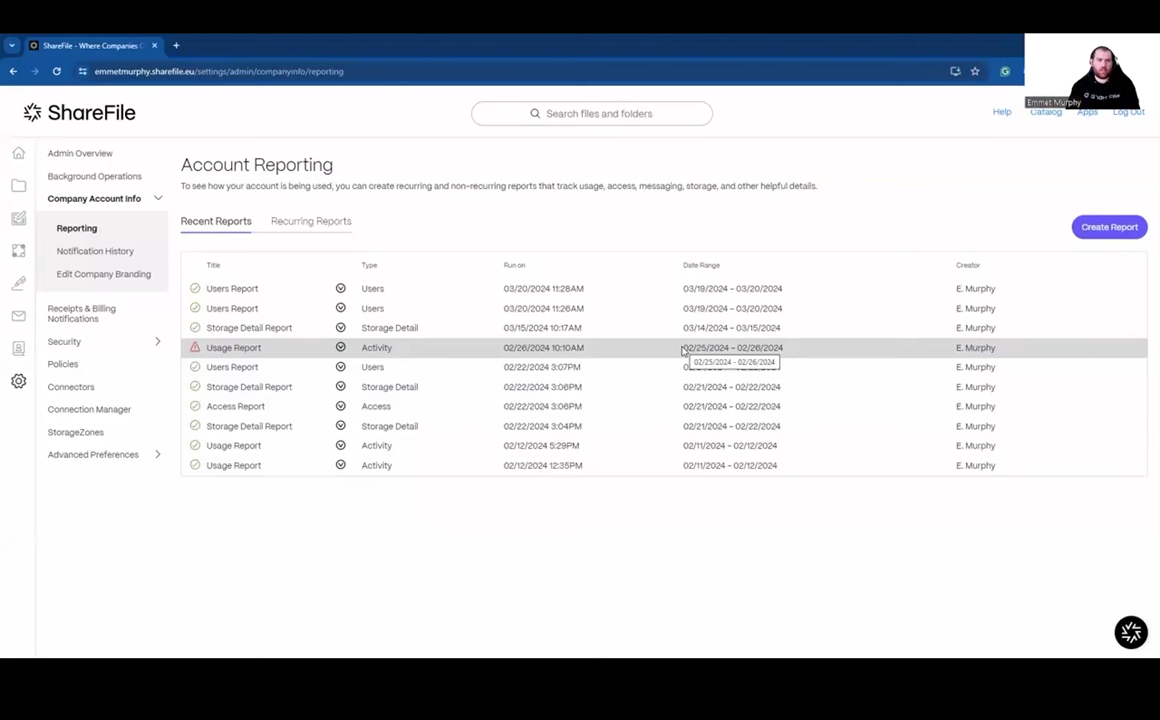 ShareFile - Where Companies
emmetmurphy.sharefile.eu/settings/admin/companyinfo/reporting
Emmet Murphy
ShareFile
Search files and folders
Help Catalog Apps Log Out
Admin Overview
Background Operations
Company Account Info
Reporting
Notification History
Edit Company Branding
Receipts & Billing
Notifications
Security
Policies
Connectors
Connection Manager
StorageZones
Advanced Preferences
Account Reporting
To see how your account is being used, you can create recurring and non-recurring reports that track usage, access, messaging, storage, and other helpful details.
Recent Reports Recurring Reports
Create Report
Title Type Run on Date Range Creator
Users Report Users 03/20/2024 11:28AM 03/19/2024 - 03/20/2024 E. Murphy
Users Report Users 03/20/2024 11:26AM 03/19/2024 - 03/20/2024 E. Murphy
Storage Detail Report Storage Detail 03/15/2024 10:17AM 03/14/2024 - 03/15/2024 E. Murphy
Usage Report Activity 02/26/2024 10:10AM 02/25/2024 - 02/26/2024 E. Murphy
02/25/2024 - 02/26/2024
Users Report Users 02/22/2024 3:07PM E. Murphy
Storage Detail Report Storage Detail 02/22/2024 3:06PM 02/21/2024 - 02/22/2024 E. Murphy
Access Report Access 02/22/2024 3:06PM 02/21/2024 - 02/22/2024 E. Murphy
Storage Detail Report Storage Detail 02/22/2024 3:04PM 02/21/2024 - 02/22/2024 E. Murphy
Usage Report Activity 02/12/2024 5:29PM 02/11/2024 - 02/12/2024 E. Murphy
Usage Report Activity 02/12/2024 12:35PM 02/11/2024 - 02/12/2024 E. Murphy